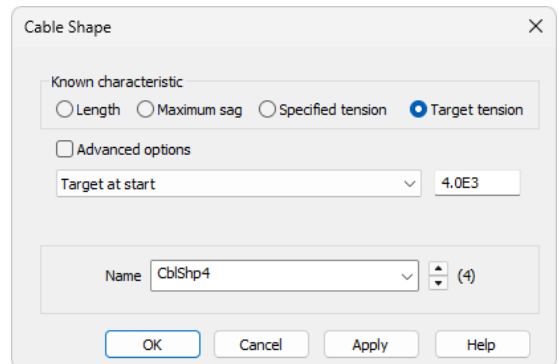 Cable Shape
Known characteristic
Length Maximum sag Specified tension Target tension
Advanced options
Target at start 4.0E3
Name CblShp4 (4)
OK Cancel Apply Help